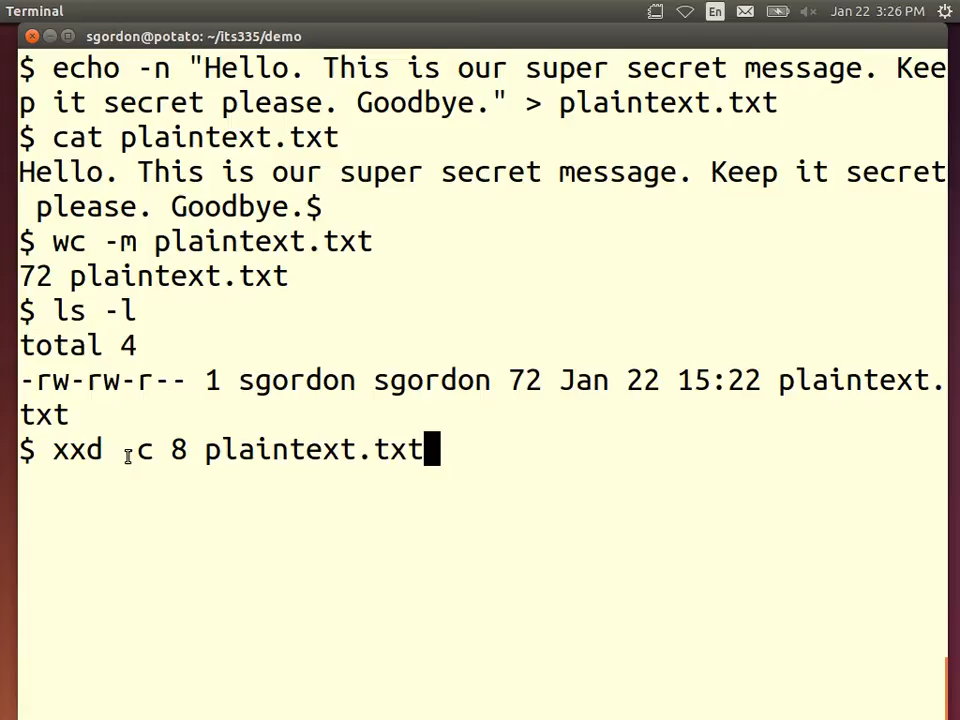 Terminal
En
Jan 22 3:26 PM
sgordon@potato: ~/its335/demo
$ echo -n "Hello. This is our super secret message. Kee
p it secret please. Goodbye." > plaintext.txt
$ cat plaintext.txt
Hello. This is our super secret message. Keep it secret
 please. Goodbye.$
$ wc -m plaintext.txt
72 plaintext.txt
$ ls -l
total 4
-rw-rw-r-- 1 sgordon sgordon 72 Jan 22 15:22 plaintext.
txt
$ xxd -c 8 plaintext.txt